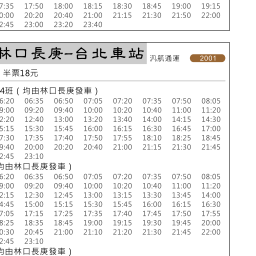 7:35 17:50 18:00 18:15 18:30 18:45 19:00 19:15
0:00 20:20 20:40 21:00 21:15 21:30 21:50 22:00
2:45 23:00 23:20 23:40
林口長庚--台北車站 汎航通運 2001
半票18元
4班（均由林口長庚發車）
6:20 06:35 06:50 07:05 07:20 07:35 07:50 08:05
9:00 09:20 09:40 10:00 10:20 10:40 11:00 11:20
2:20 12:40 13:00 13:20 13:40 14:00 14:15 14:30
5:15 15:30 15:45 16:00 16:15 16:30 16:45 17:00
7:30 17:35 17:40 17:50 17:55 18:10 18:25 18:45
9:40 20:00 20:20 20:40 21:00 21:15 21:30 21:45
2:45 23:10
均由林口長庚發車）
6:20 06:35 06:50 07:05 07:20 07:35 07:50 08:05
9:00 09:20 09:40 10:00 10:20 10:40 11:00 11:20
2:15 12:30 12:45 13:00 13:15 13:30 13:45 14:00
4:45 15:00 15:15 15:30 15:45 16:00 16:15 16:30
7:05 17:15 17:25 17:35 17:40 17:45 17:50 17:55
8:25 18:35 18:45 19:00 19:15 19:30 19:45 20:00
0:30 20:45 21:00 21:10 21:20 21:30 21:45 22:00
2:45 23:10
均由林口長庚發車）